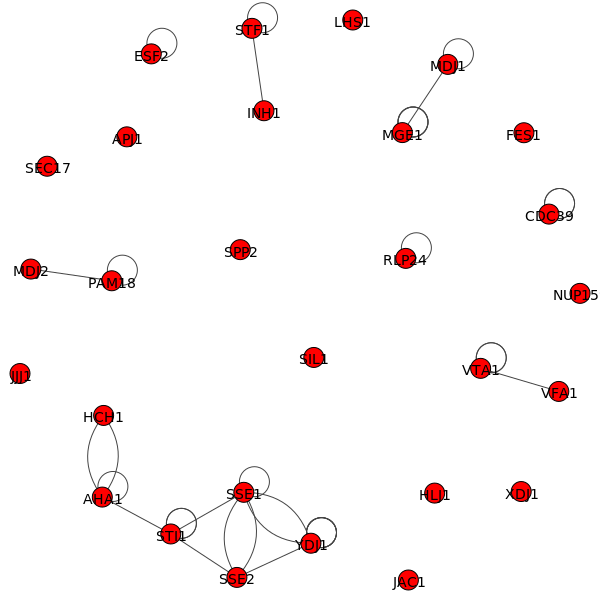 LHS1
STF1
ESF2
MDJ1
INH1
MGE1
FES1
APJ1
SEC17
CDC39
SPP2
RLP24
MDJ2
PAM18
NUP15
SIL1
VTA1
JJJ1
VFA1
HCH1
SSE1
HLJ1
XDJ1
AHA1
STI1
YDJ1
SSE2
JAC1